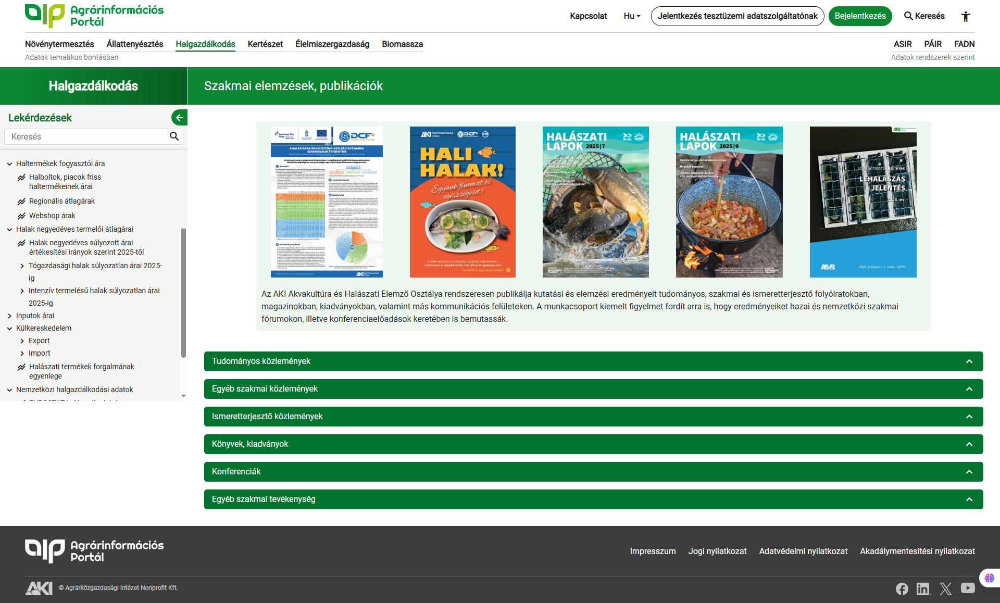 Agrárinformációs
Portál
Kapcsolat
Hu
Jelentkezés tesztüzemi adatszolgáltatónak
Bejelentkezés
Keresés
Növénytermesztés
Állattenyésztés
Halgazdálkodás
Kertészet
Élelmiszergazdaság
Biomassza
Adatok tematikus bontásban
ASIR
PÁIR
FADN
Adatok rendszerek szerint
Halgazdálkodás
Szakmai elemzések, publikációk
Lekérdezések
Keresés
Haltermékek fogyasztói ára
Halboltok, piacok friss
haltermékeinek árai
Regionális átlagárak
Webshop árak
Halak negyedéves termelői átlagárai
Halak negyedéves súlyozott árai
értékesítési irányok szerint 2025-től
Tógazdasági halak súlyozatlan árai 2025-
ig
Intenzív termelésű halak súlyozatlan árai
2025-ig
Inputok árai
Külkereskedelem
Export
Import
Halászati termékek forgalmának
egyenlege
Nemzetközi halgazdálkodási adatok
DCF
A HALASTAVAK ÖKOSZISZTÉMA-SZOLGÁLTATÁSAINAK
SZAKIRODALMI ÁTTEKINTÉSE
AKI
AKI
DCF
HALI
HALAK!
Együnk finomat és
egészségeset!
HALÁSZATI
LAPOK 2025|7
HALÁSZATI
LAPOK 2025|9
STATISZTIKAI JELENTÉSEK
LEHALÁSZÁS
JELENTÉS
2024. év
XXX. évfolyam • 1. szám • 2025
Az AKI Akvakultúra és Halászati Elemző Osztálya rendszeresen publikálja kutatási és elemzési eredményeit tudományos, szakmai és ismeretterjesztő folyóiratokban,
magazinokban, kiadványokban, valamint más kommunikációs felületeken. A munkacsoport kiemelt figyelmet fordít arra is, hogy eredményeiket hazai és nemzetközi szakmai
fórumokon, illetve konferenciaelőadások keretében is bemutassák.
Tudományos közlemények
Egyéb szakmai közlemények
Ismeretterjesztő közlemények
Könyvek, kiadványok
Konferenciák
Egyéb szakmai tevékenység
Agrárinformációs
Portál
Impresszum
Jogi nyilatkozat
Adatvédelmi nyilatkozat
Akadálymentesítési nyilatkozat
AKI
© Agrárközgazdasági Intézet Nonprofit Kft.